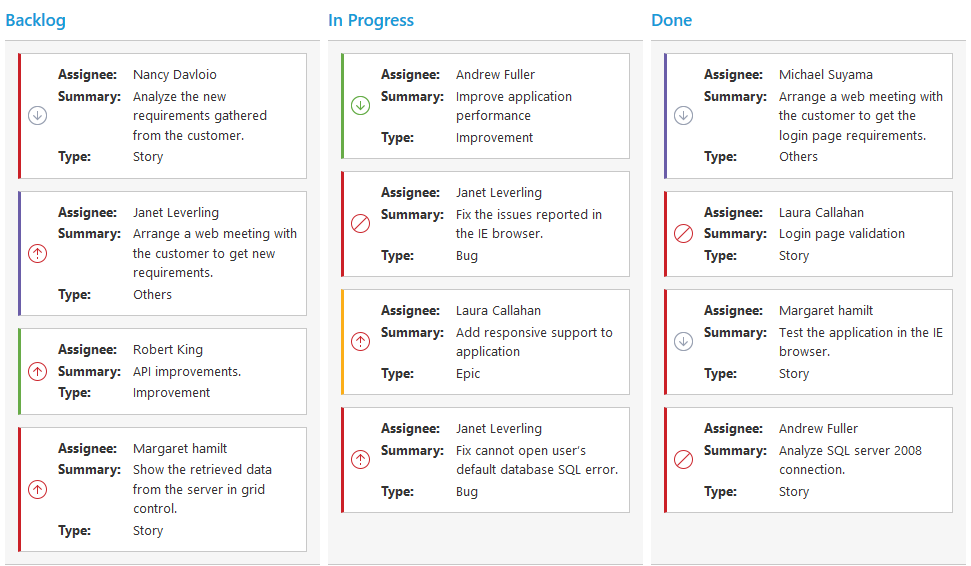 Backlog
Assignee: Nancy Davloio
Summary: Analyze the new
requirements gathered
from the customer.
Type: Story
Assignee: Janet Leverling
Summary: Arrange a web meeting with
the customer to get new
requirements.
Type: Others
Assignee: Robert King
Summary: API improvements.
Type: Improvement
Assignee: Margaret hamilt
Summary: Show the retrieved data
from the server in grid
control.
Type: Story
In Progress
Assignee: Andrew Fuller
Summary: Improve application
performance
Type: Improvement
Assignee: Janet Leverling
Summary: Fix the issues reported in
the IE browser.
Type: Bug
Assignee: Laura Callahan
Summary: Add responsive support to
application
Type: Epic
Assignee: Janet Leverling
Summary: Fix cannot open user's
default database SQL error.
Type: Bug
Done
Assignee: Michael Suyama
Summary: Arrange a web meeting with
the customer to get the
login page requirements.
Type: Others
Assignee: Laura Callahan
Summary: Login page validation
Type: Story
Assignee: Margaret hamilt
Summary: Test the application in the IE
browser.
Type: Story
Assignee: Andrew Fuller
Summary: Analyze SQL server 2008
connection.
Type: Story